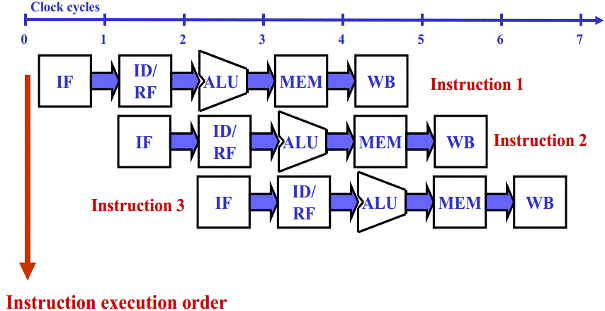 Clock cycles
0 1 2 3 4 5 6 7
IF ID/ RF ALU MEM WB Instruction 1
IF ID/ RF ALU MEM WB Instruction 2
Instruction 3 IF ID/ RF ALU MEM WB
Instruction execution order